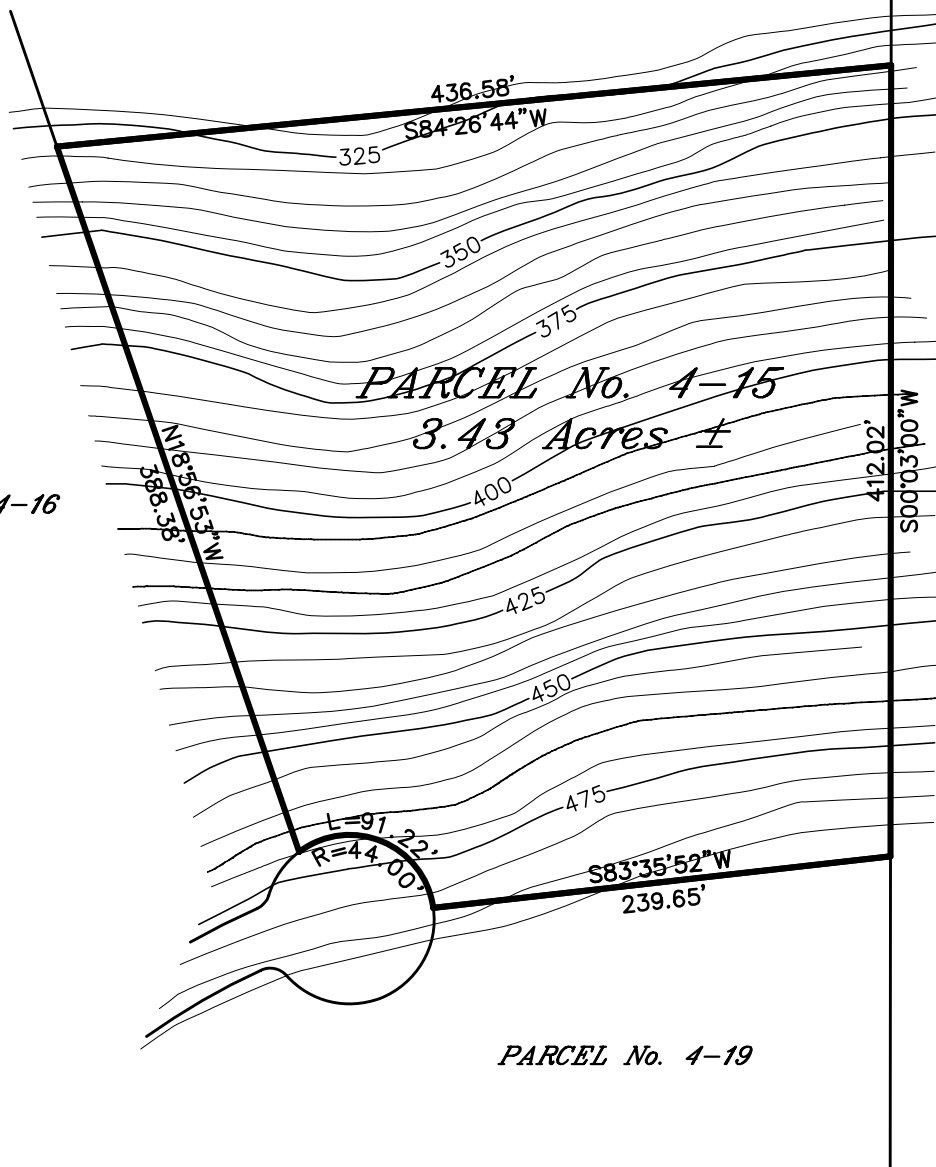 436.58'
S84°26'44"W
325
350
375
PARCEL No. 4-15
3.43 Acres ±
412.02'
S00°03'00"W
N18°56'53"W
388.38'
400
4-16
425
450
475
L=91.22'
R=44.00'
S83°35'52"W
239.65'
PARCEL No. 4-19